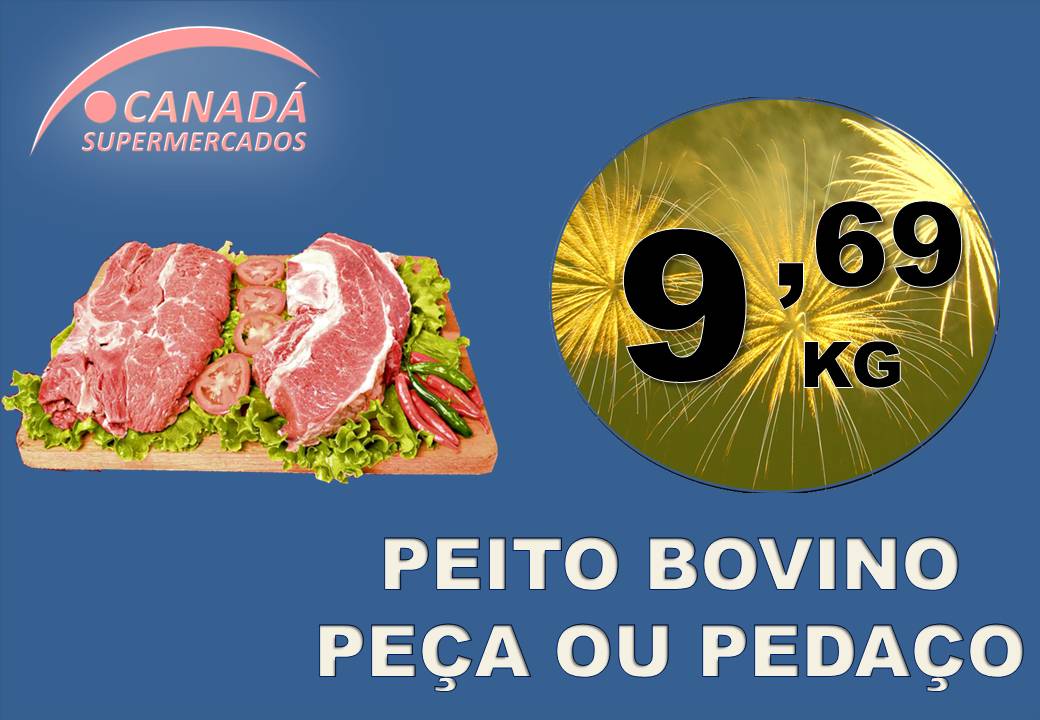 CANADÁ
SUPERMERCADOS
9,69
KG
PEITO BOVINO
PEÇA OU PEDAÇO